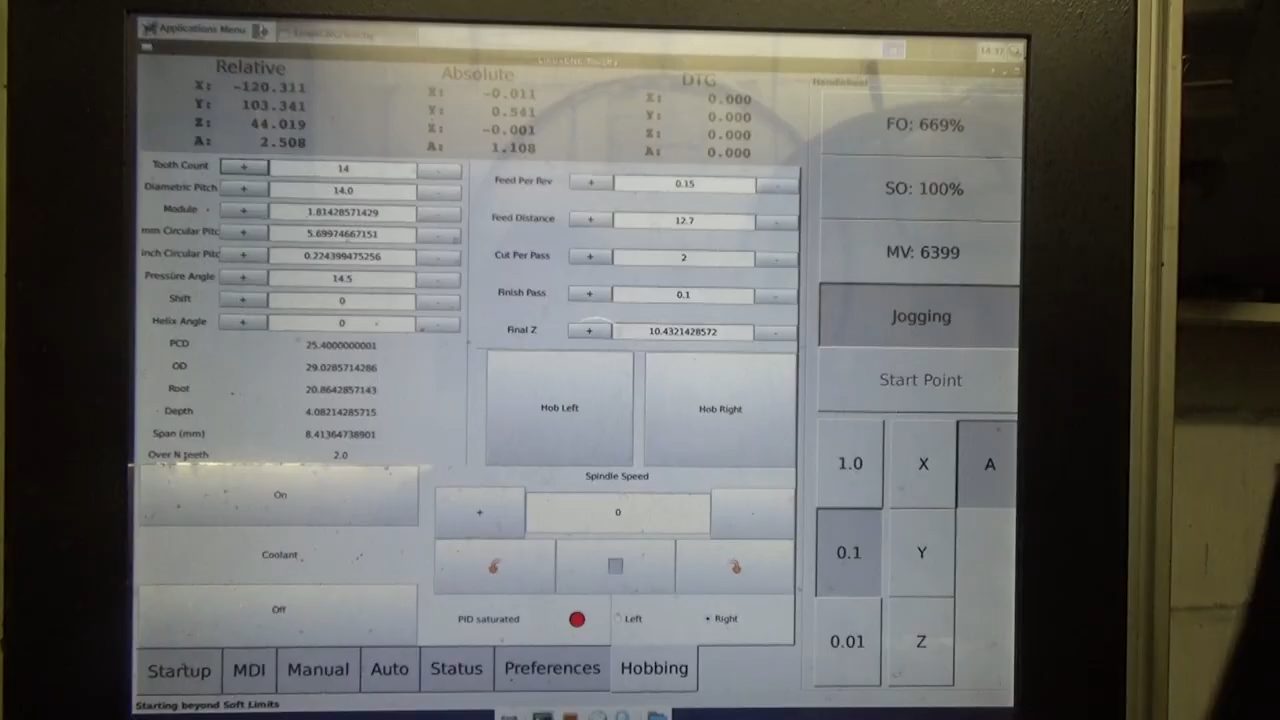 Applications Menu
LinuxCNC Touchy
14:37
Relative
X: -120.311
Y: 103.341
Z: 44.019
A: 2.508
Absolute
X: -0.011
Y: 0.541
Z: -0.001
A: 1.108
DTG
X: 0.000
Y: 0.000
Z: 0.000
A: 0.000
Handwheel
FO: 669%
SO: 100%
MV: 6399
Jogging
Start Point
1.0 X A
0.1 Y
0.01 Z
Tooth Count + 14 -
Diametric Pitch + 14.0 -
Module + 1.81428571429 -
mm Circular Pitc + 5.69974667151 -
inch Circular Pitc + 0.224399475256 -
Pressure Angle + 14.5 -
Shift + 0 -
Helix Angle + 0 -
PCD 25.4000000001
OD 29.0285714286
Root 20.8642857143
Depth 4.08214285715
Span (mm) 8.41364738901
Over N teeth 2.0
Feed Per Rev + 0.15 -
Feed Distance + 12.7 -
Cut Per Pass + 2 -
Finish Pass + 0.1 -
Final Z + 10.4321428572 -
Hob Left Hob Right
Spindle Speed
+ 0 -
On
Coolant
Off
PID saturated Left Right
Startup MDI Manual Auto Status Preferences Hobbing
Starting beyond Soft Limits